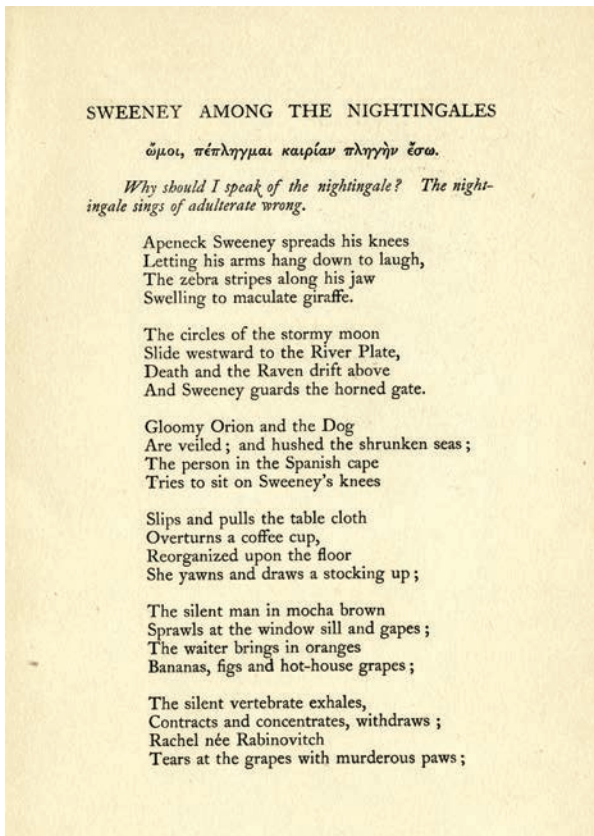 SWEENEY AMONG THE NIGHTINGALES
ὤμοι, πέπληγμαι καιρίαν πληγὴν ἔσω.
Why should I speak of the nightingale? The night-
ingale sings of adulterate wrong.
Apeneck Sweeney spreads his knees
Letting his arms hang down to laugh,
The zebra stripes along his jaw
Swelling to maculate giraffe.
The circles of the stormy moon
Slide westward to the River Plate,
Death and the Raven drift above
And Sweeney guards the horned gate.
Gloomy Orion and the Dog
Are veiled; and hushed the shrunken seas;
The person in the Spanish cape
Tries to sit on Sweeney's knees
Slips and pulls the table cloth
Overturns a coffee cup,
Reorganized upon the floor
She yawns and draws a stocking up;
The silent man in mocha brown
Sprawls at the window sill and gapes;
The waiter brings in oranges
Bananas, figs and hot-house grapes;
The silent vertebrate exhales,
Contracts and concentrates, withdraws;
Rachel née Rabinovitch
Tears at the grapes with murderous paws;